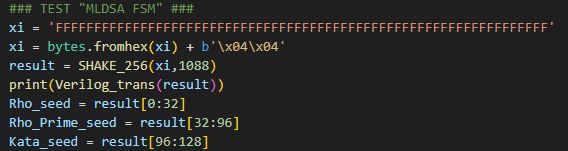 ### TEST "MLDSA FSM" ###
xi = 'FFFFFFFFFFFFFFFFFFFFFFFFFFFFFFFFFFFFFFFFFFFFFFFFFFFFFFFFFFFFFFFF'
xi = bytes.fromhex(xi) + b'\x04\x04'
result = SHAKE_256(xi,1088)
print(Verilog_trans(result))
Rho_seed = result[0:32]
Rho_Prime_seed = result[32:96]
Kata_seed = result[96:128]